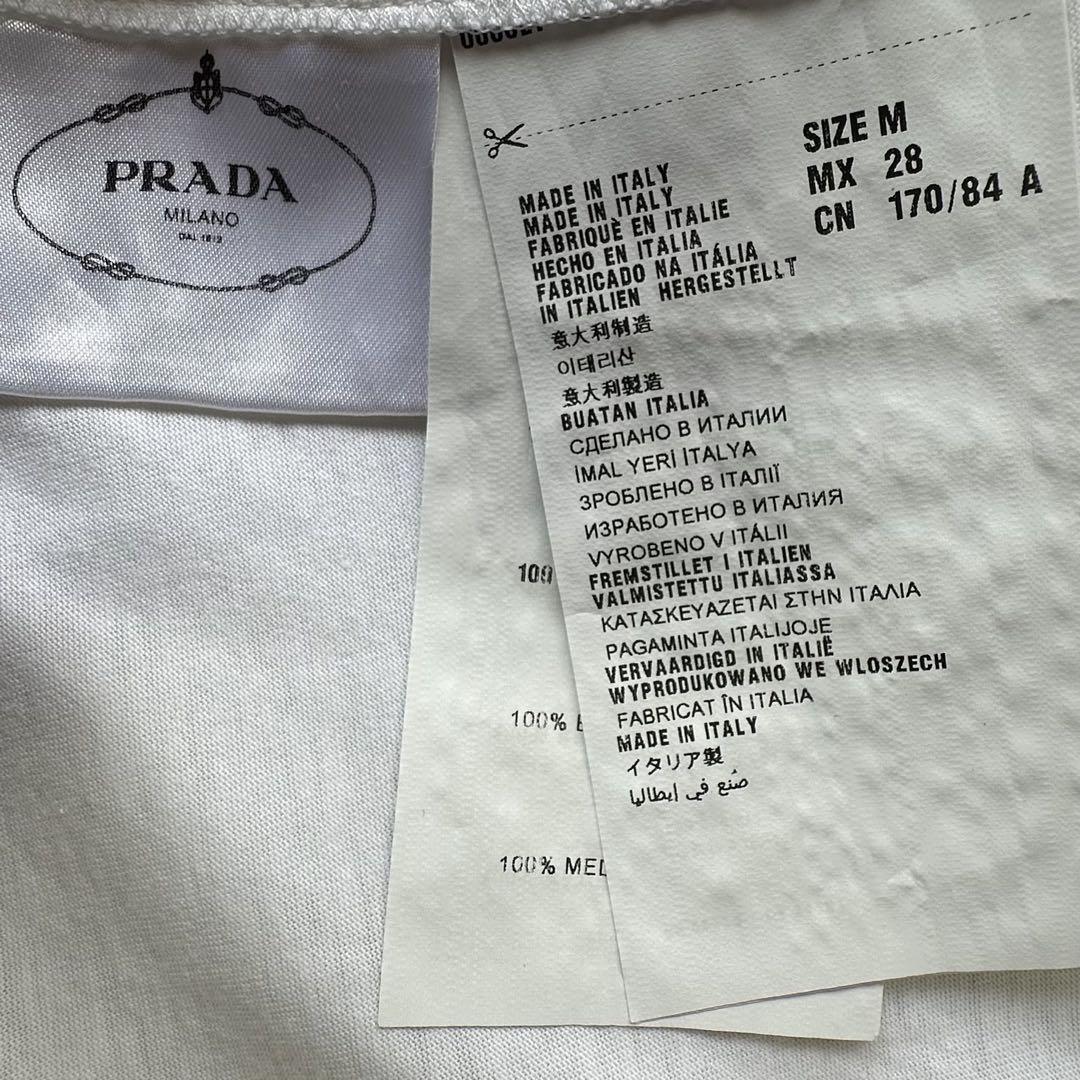 PRADA
MILANO
DAL 1913
SIZE M
MX 28
CN 170/84 A
MADE IN ITALY
MADE IN ITALY
FABRIQUÈ EN ITALIE
HECHO EN ITALIA
FABRICADO NA ITÁLIA
IN ITALIEN HERGESTELLT
意大利制造
이태리산
意大利製造
BUATAN ITALIA
СДЕЛАНО В ИТАЛИИ
İMAL YERİ İTALYA
ЗРОБЛЕНО В ІТАЛІЇ
ИЗРАБОТЕНО В ИТАЛИЯ
VYROBENO V ITÁLII
FREMSTILLET I ITALIEN
VALMISTETTU ITALIASSA
ΚΑΤΑΣΚΕΥΑΖΕΤΑΙ ΣΤΗΝ ΙΤΑΛΙΑ
PAGAMINTA ITALIJOJE
VERVAARDIGD IN ITALIË
WYPRODUKOWANO WE WLOSZECH
FABRICAT ÎN ITALIA
MADE IN ITALY
イタリア製
صُنع في إيطاليا
100
100%
100% MED